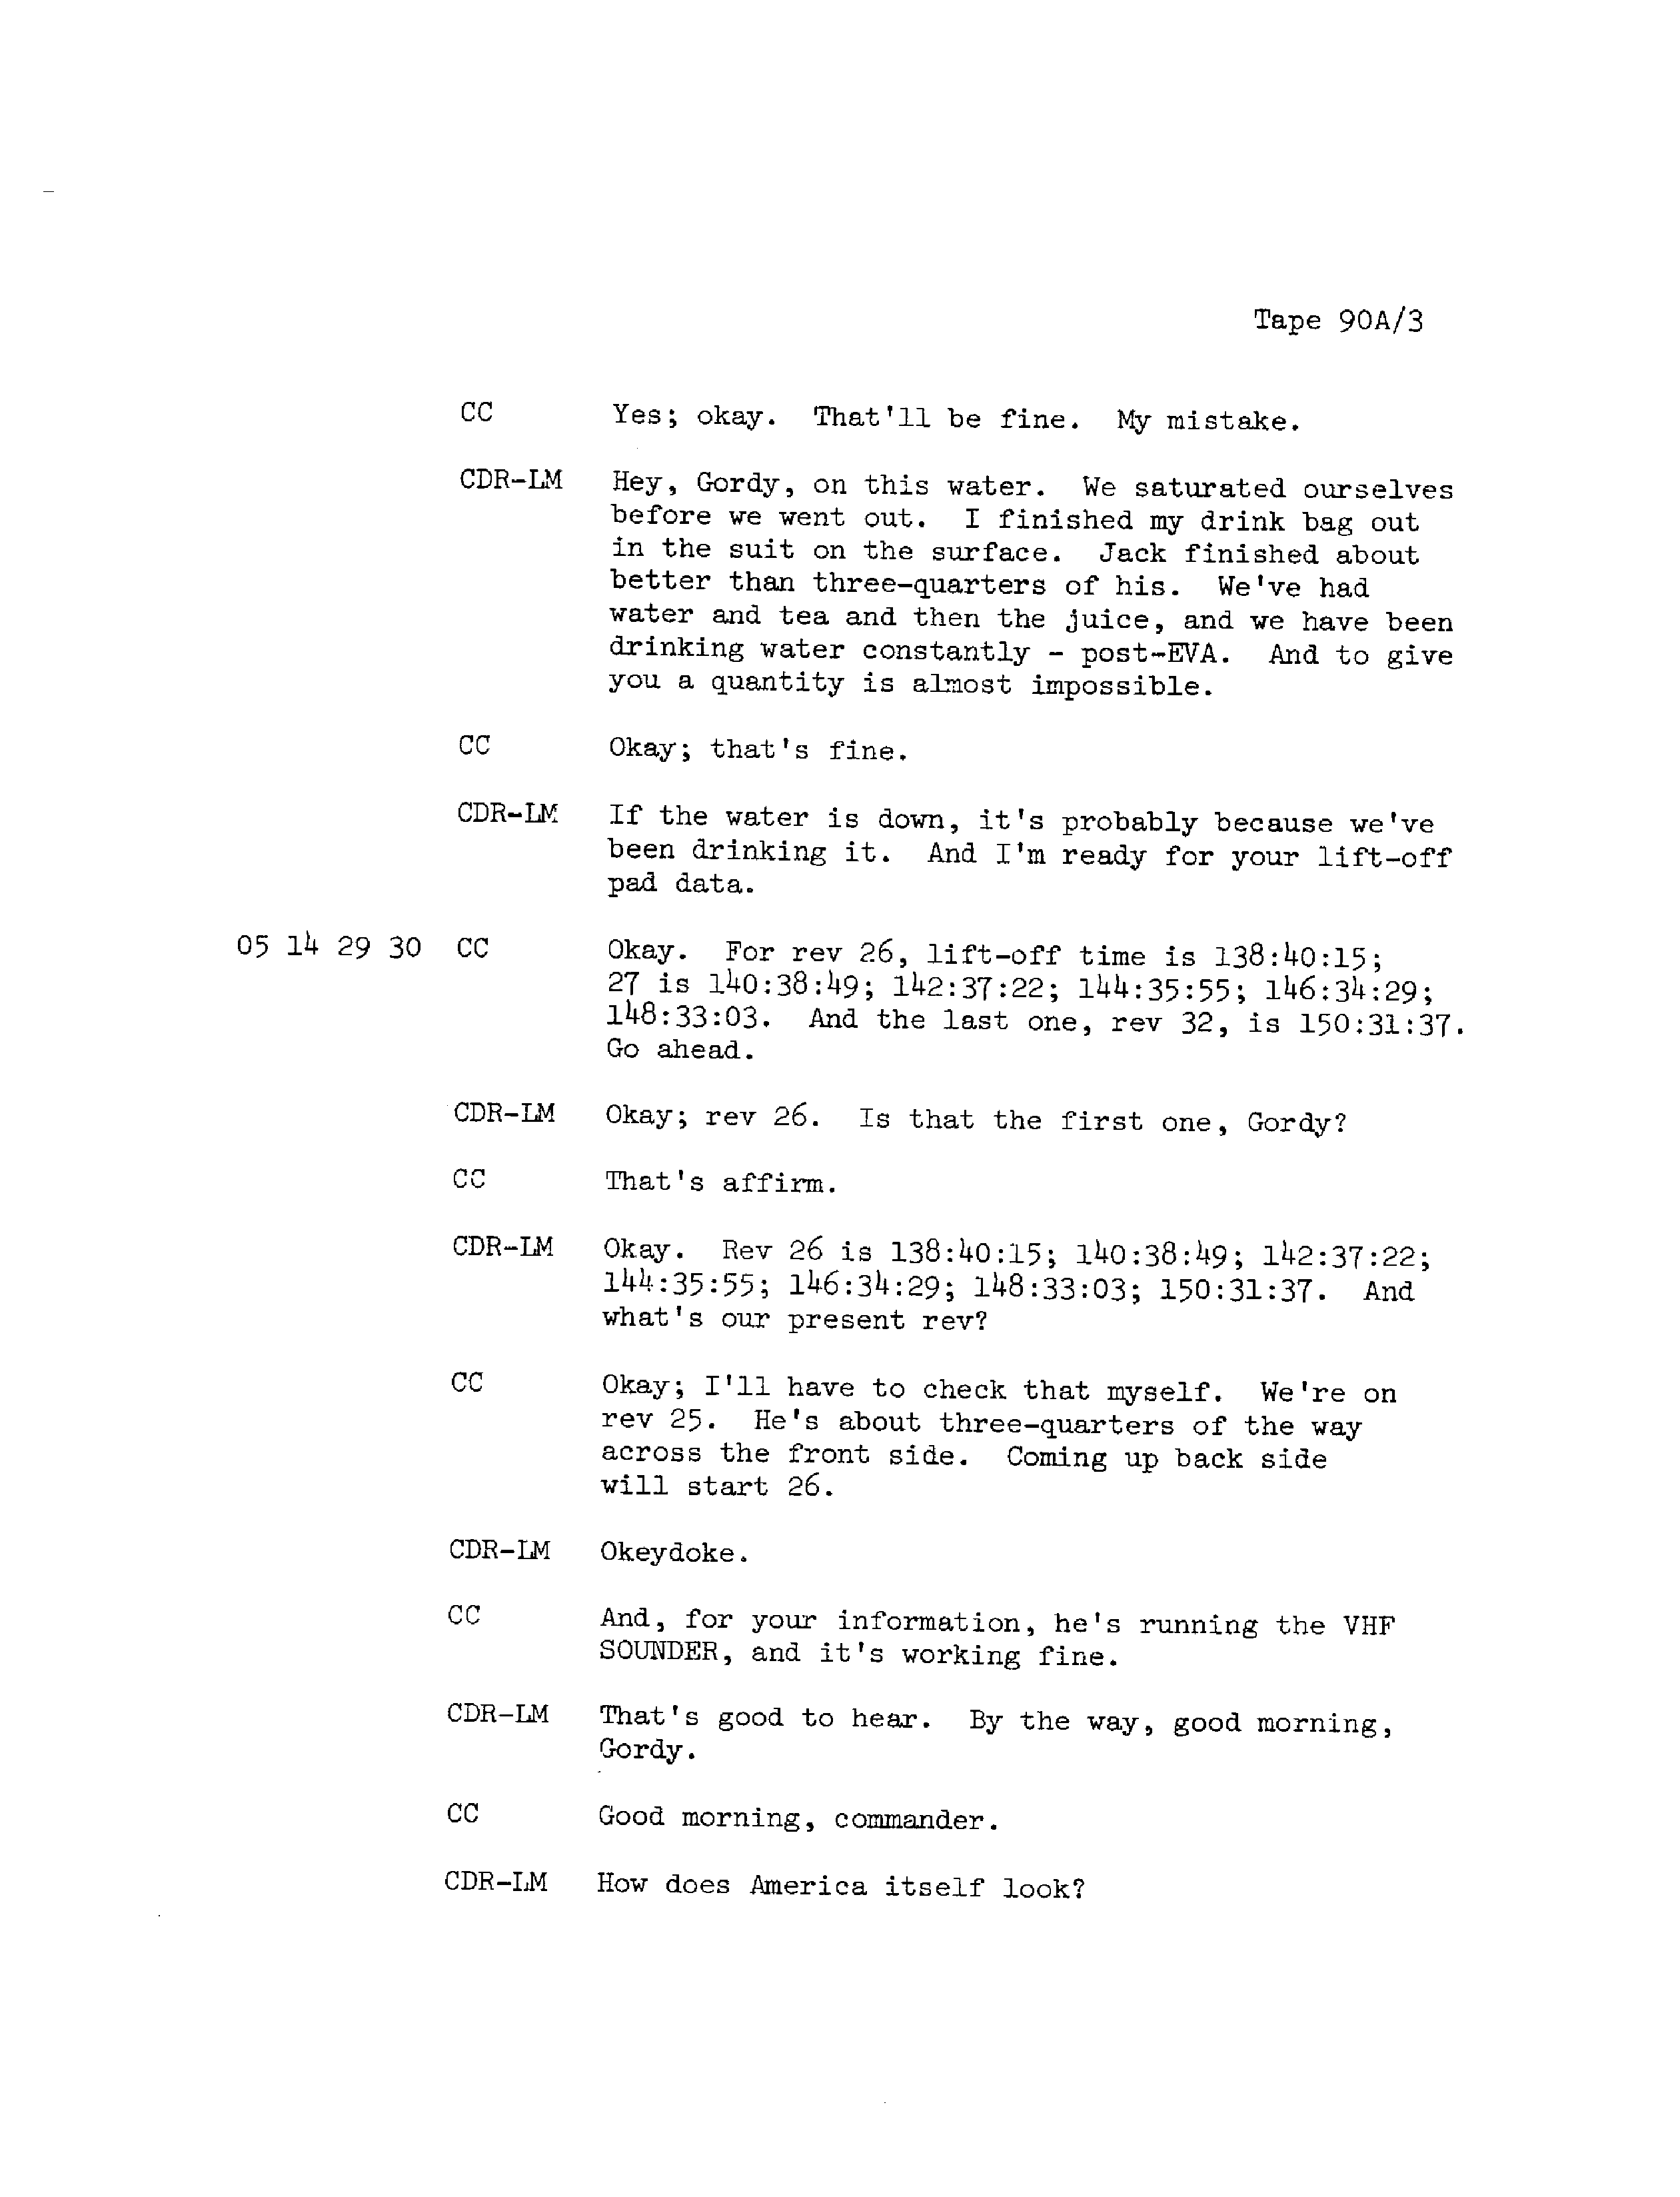 Tape 90A/3
CC Yes; okay. That'll be fine. My mistake.
CDR-LM Hey, Gordy, on this water. We saturated ourselves
before we went out. I finished my drink bag out
in the suit on the surface. Jack finished about
better than three-quarters of his. We've had
water and tea and then the juice, and we have been
drinking water constantly - post-EVA. And to give
you a quantity is almost impossible.
CC Okay; that's fine.
CDR-LM If the water is down, it's probably because we've
been drinking it. And I'm ready for your lift-off
pad data.
05 14 29 30 CC Okay. For rev 26, lift-off time is 138:40:15;
27 is 140:38:49; 142:37:22; 144:35:55; 146:34:29;
148:33:03. And the last one, rev 32, is 150:31:37.
Go ahead.
CDR-LM Okay; rev 26. Is that the first one, Gordy?
CC That's affirm.
CDR-LM Okay. Rev 26 is 138:40:15; 140:38:49; 142:37:22;
144:35:55; 146:34:29; 148:33:03; 150:31:37. And
what's our present rev?
CC Okay; I'll have to check that myself. We're on
rev 25. He's about three-quarters of the way
across the front side. Coming up back side
will start 26.
CDR-LM Okeydoke.
CC And, for your information, he's running the VHF
SOUNDER, and it's working fine.
CDR-LM That's good to hear. By the way, good morning,
Gordy.
CC Good morning, commander.
CDR-LM How does America itself look?